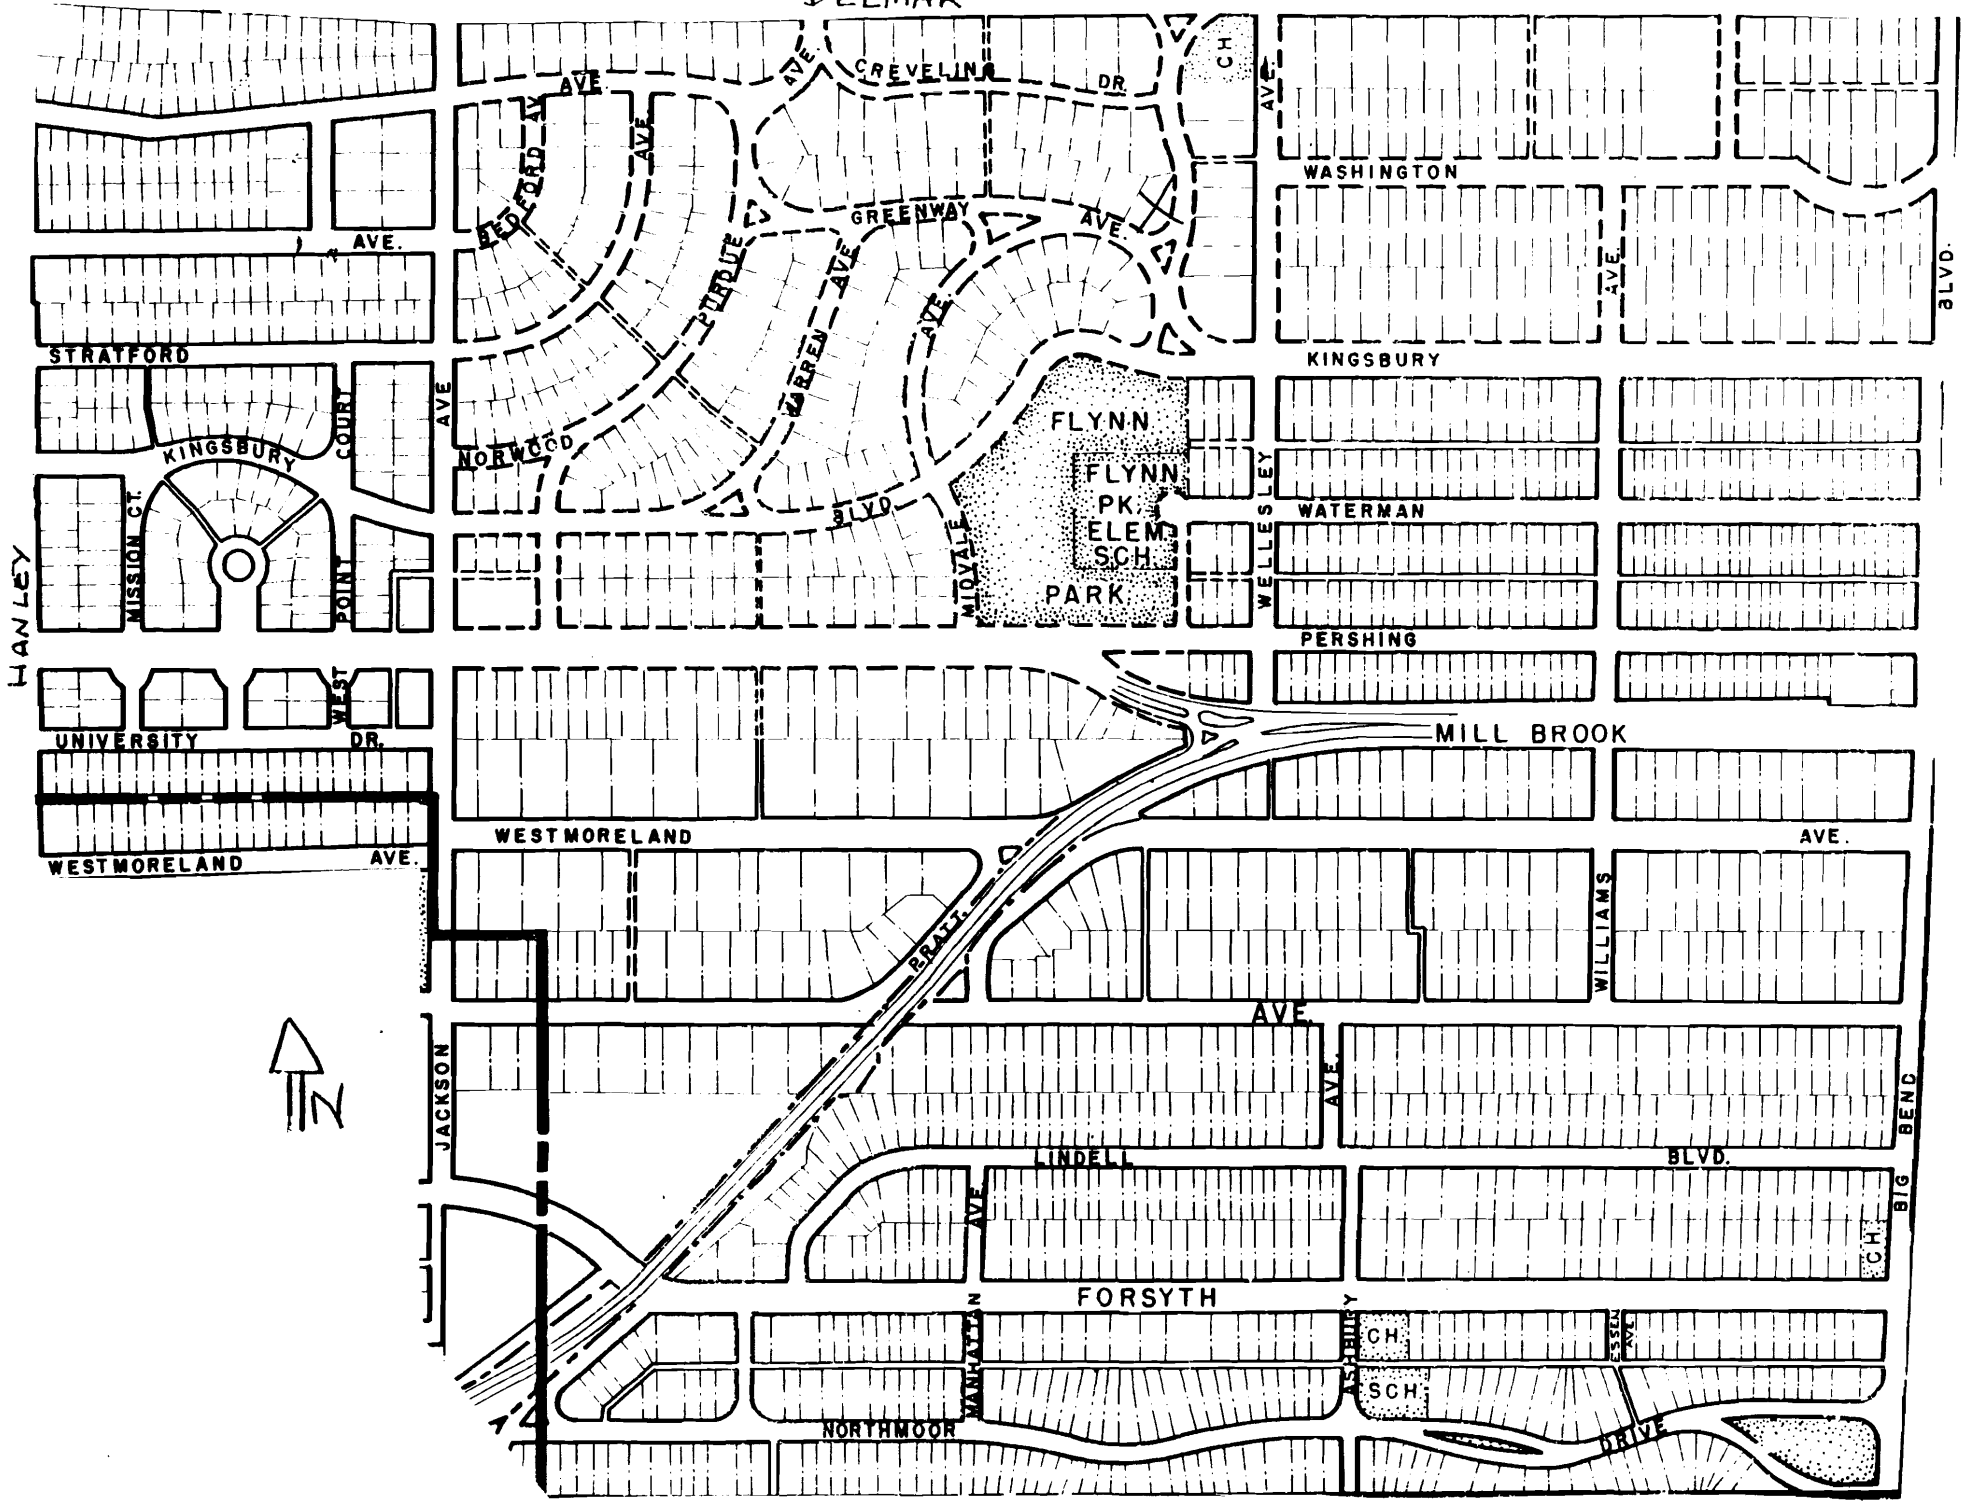 DELMAR
CH
AVE.
CREVELING
DR.
AVE.
AVE.
BEDFORD AV
AVE
WASHINGTON
GREENWAY
AVE.
AVE.
PURDUE
AVE
AVE.
AVE.
BLVD.
STRATFORD
KINGSBURY
WARREN
COURT
AVE
FLYNN
NORWOOD
KINGSBURY
FLYNN
PK.
ELEM.
SCH.
PARK
WELLESLEY
WATERMAN
BLVD
MISSION CT.
MIOVALE
HANLEY
POINT
PERSHING
WEST
UNIVERSITY
DR.
MILL BROOK
WESTMORELAND
AVE.
WESTMORELAND
AVE.
WILLIAMS
PRATT
AVE.
N
JACKSON
AVE.
BIG BEND
LINDELL
BLVD.
AVE
CH
FORSYTH
MANHATTAN
ASHBURY
CH.
ESSEN
AVE
SCH.
NORTHMOOR
DRIVE